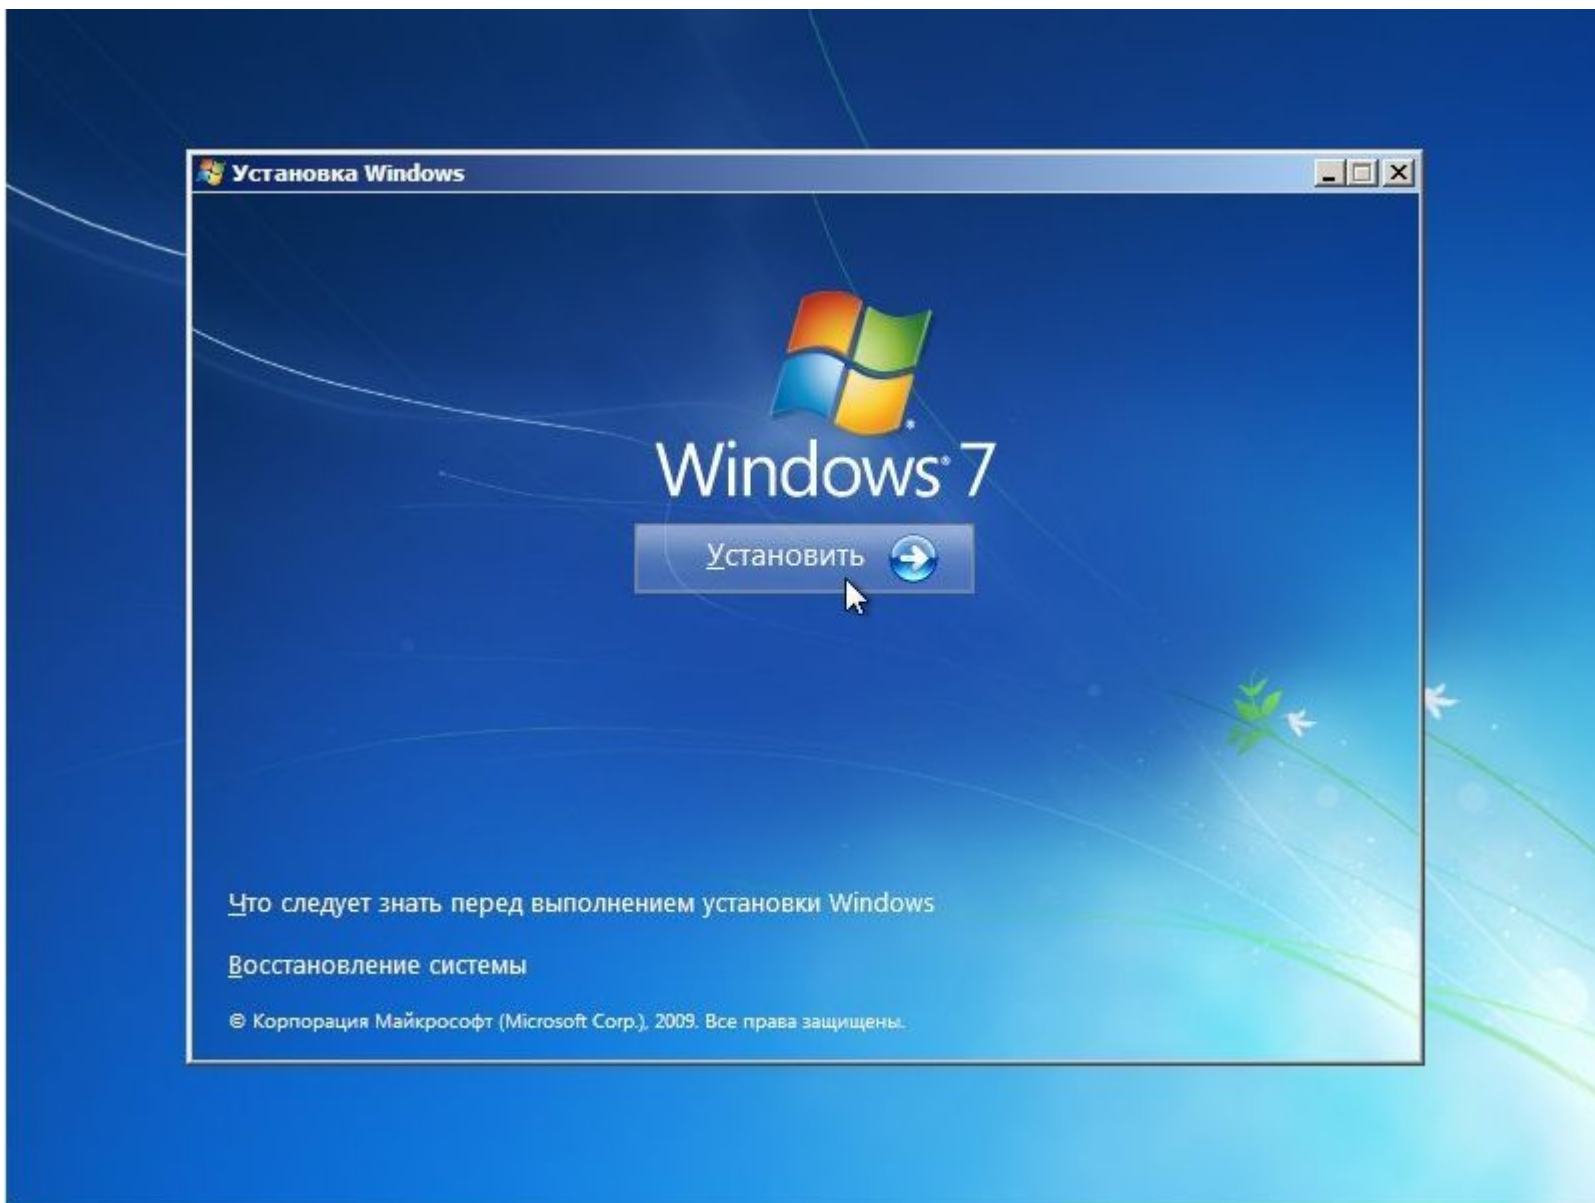 Установка Windows
Windows® 7
Установить
Что следует знать перед выполнением установки Windows
Восстановление системы
© Корпорация Майкрософт (Microsoft Corp.), 2009. Все права защищены.